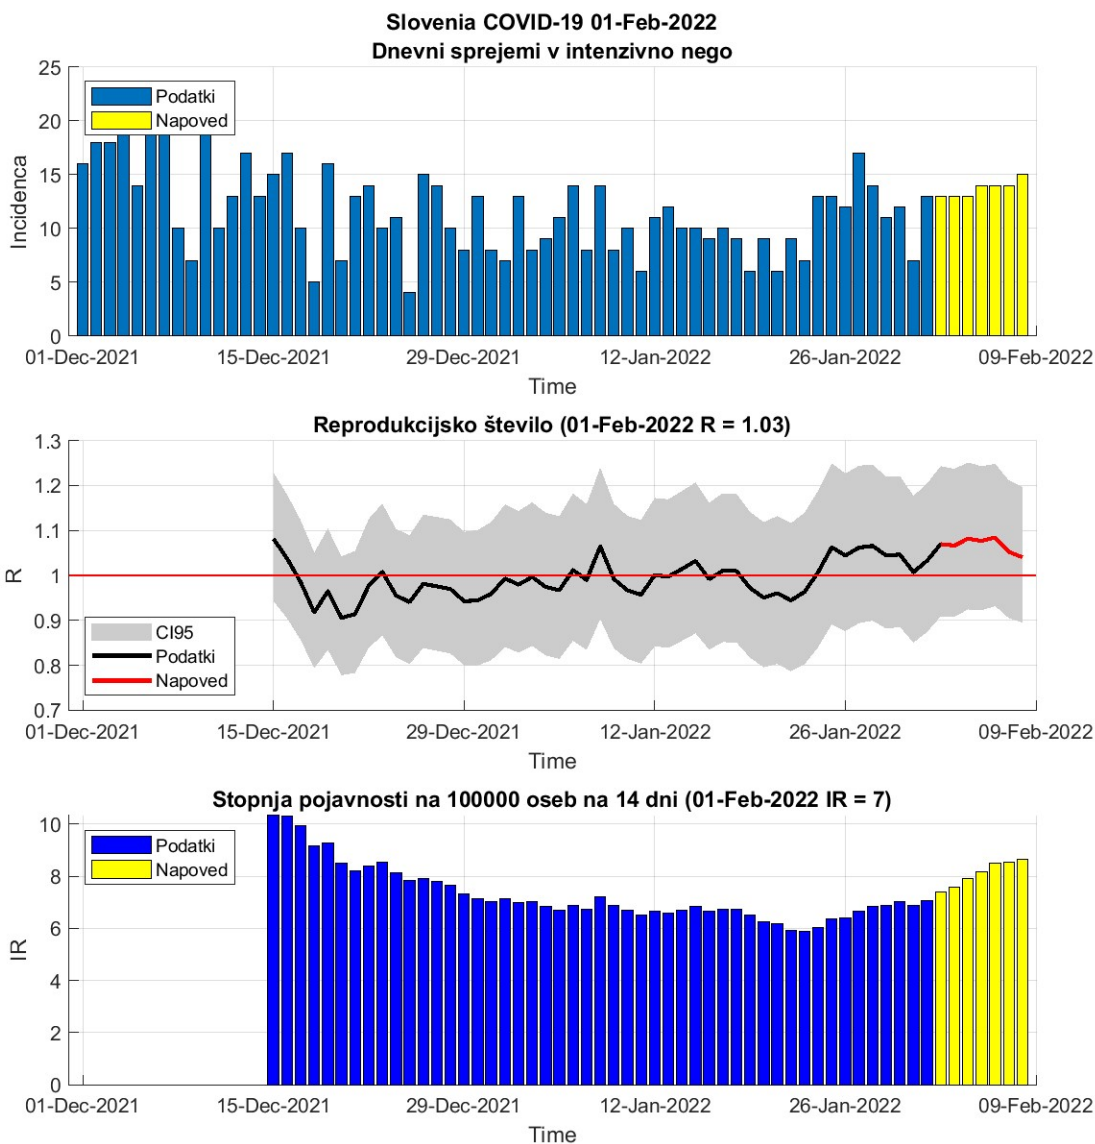 Slovenia COVID-19 01-Feb-2022
Dnevni sprejemi v intenzivno nego
25
20
15
10
5
0
Incidenca
Podatki
Napoved
01-Dec-2021 15-Dec-2021 29-Dec-2021 12-Jan-2022 26-Jan-2022 09-Feb-2022
Time
Reprodukcijsko število (01-Feb-2022 R = 1.03)
1.3
1.2
1.1
1
0.9
0.8
0.7
R
CI95
Podatki
Napoved
01-Dec-2021 15-Dec-2021 29-Dec-2021 12-Jan-2022 26-Jan-2022 09-Feb-2022
Time
Stopnja pojavnosti na 100000 oseb na 14 dni (01-Feb-2022 IR = 7)
10
8
6
4
2
0
IR
Podatki
Napoved
01-Dec-2021 15-Dec-2021 29-Dec-2021 12-Jan-2022 26-Jan-2022 09-Feb-2022
Time